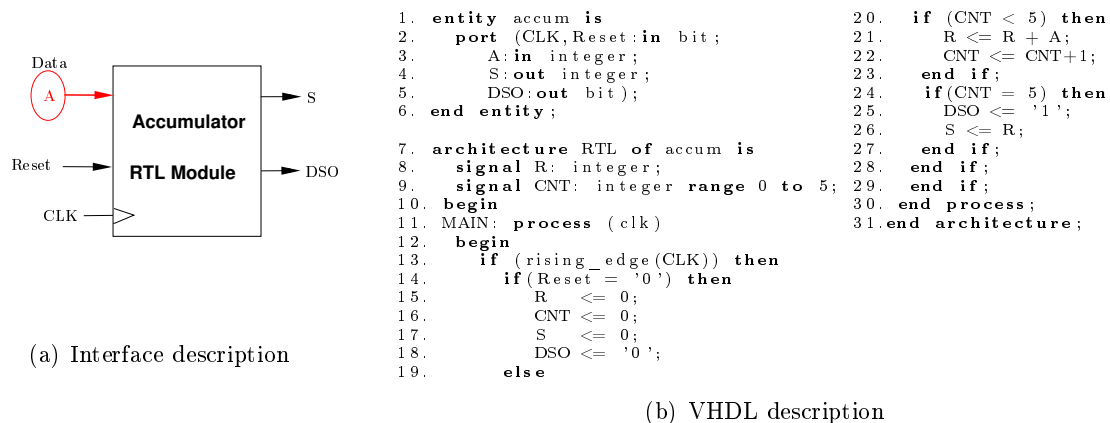 Data
A
Reset
CLK
Accumulator
RTL Module
S
DSO
(a) Interface description
1. entity accum is
2. port (CLK,Reset:in bit;
3. A:in integer;
4. S:out integer;
5. DSO:out bit);
6. end entity;
7. architecture RTL of accum is
8. signal R: integer;
9. signal CNT: integer range 0 to 5;
10. begin
11. MAIN: process (clk)
12. begin
13. if (rising_edge(CLK)) then
14. if(Reset = '0') then
15. R <= 0;
16. CNT <= 0;
17. S <= 0;
18. DSO <= '0';
19. else
20. if (CNT < 5) then
21. R <= R + A;
22. CNT <= CNT+1;
23. end if;
24. if(CNT = 5) then
25. DSO <= '1';
26. S <= R;
27. end if;
28. end if;
29. end if;
30. end process;
31.end architecture;
(b) VHDL description